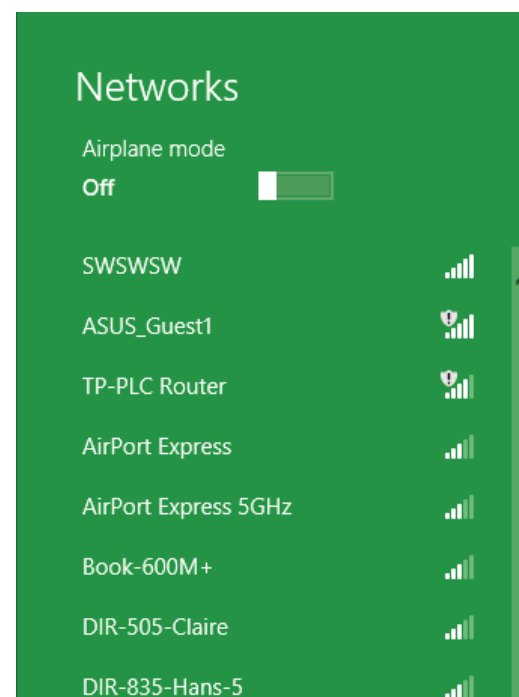 Networks
Airplane mode
Off
SWSWSW
ASUS_Guest1
TP-PLC Router
AirPort Express
AirPort Express 5GHz
Book-600M+
DIR-505-Claire
DIR-835-Hans-5